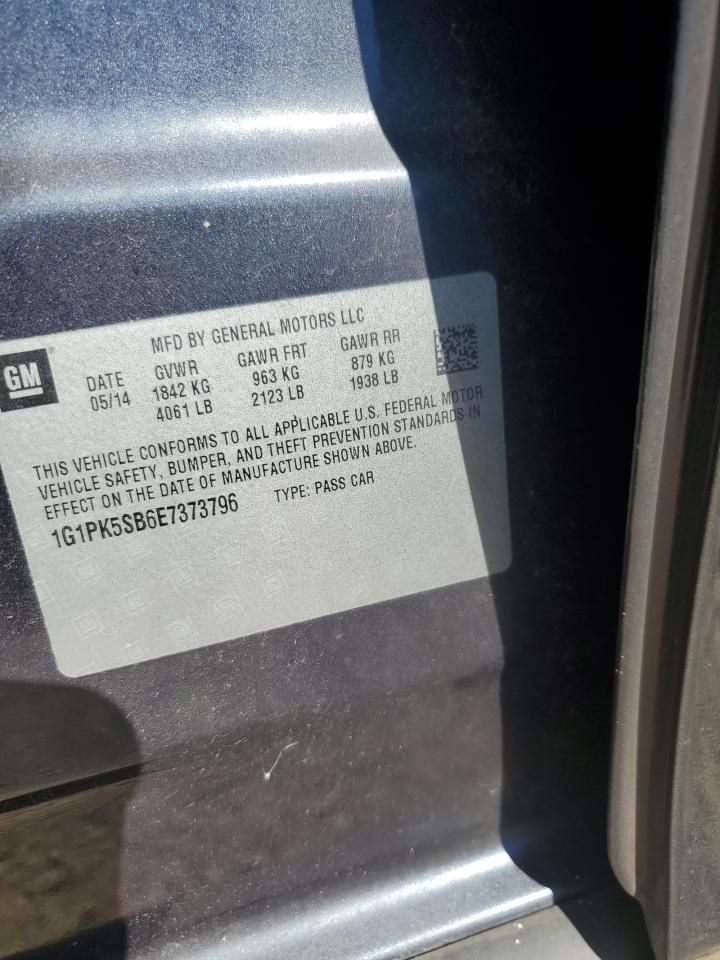 MFD BY GENERAL MOTORS LLC
GM
DATE GVWR GAWR FRT GAWR RR
05/14 1842 KG 963 KG 879 KG
4061 LB 2123 LB 1938 LB
THIS VEHICLE CONFORMS TO ALL APPLICABLE U.S. FEDERAL MOTOR
VEHICLE SAFETY, BUMPER, AND THEFT PREVENTION STANDARDS IN
EFFECT ON THE DATE OF MANUFACTURE SHOWN ABOVE.
1G1PK5SB6E7373796 TYPE: PASS CAR